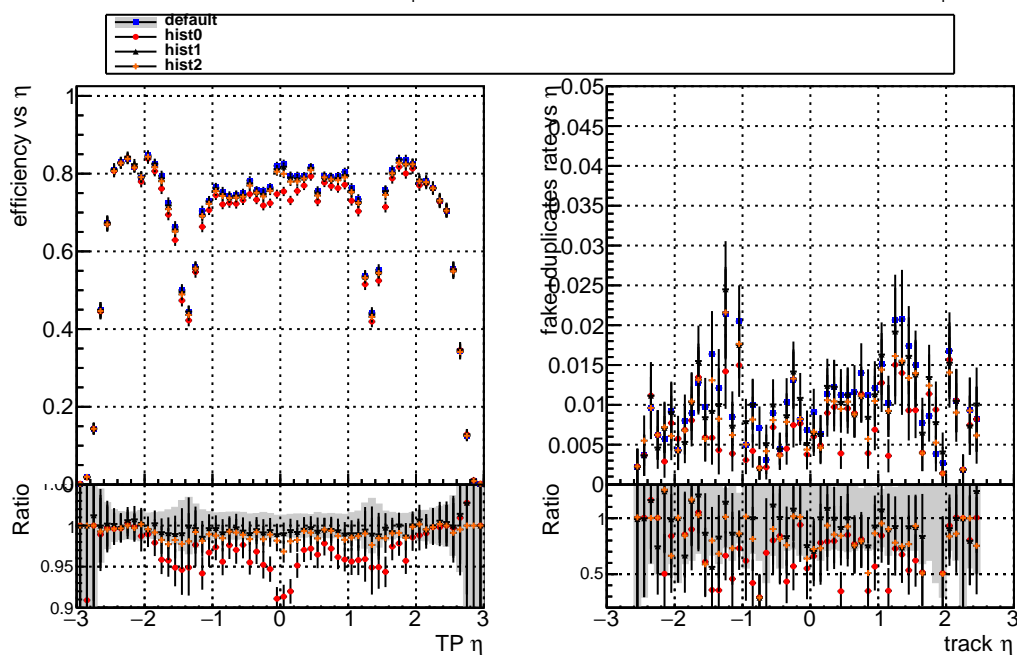 default
hist0
hist1
hist2
efficiency vs η
1
0.8
0.6
0.4
0.2
0
Ratio
1
0.95
0.9
−3 −2 −1 0 1 2 3
TP η
fake+duplicates rate vs η
0.05
0.045
0.04
0.035
0.03
0.025
0.02
0.015
0.01
0.005
0
Ratio
1
0.5
−3 −2 −1 0 1 2 3
track η